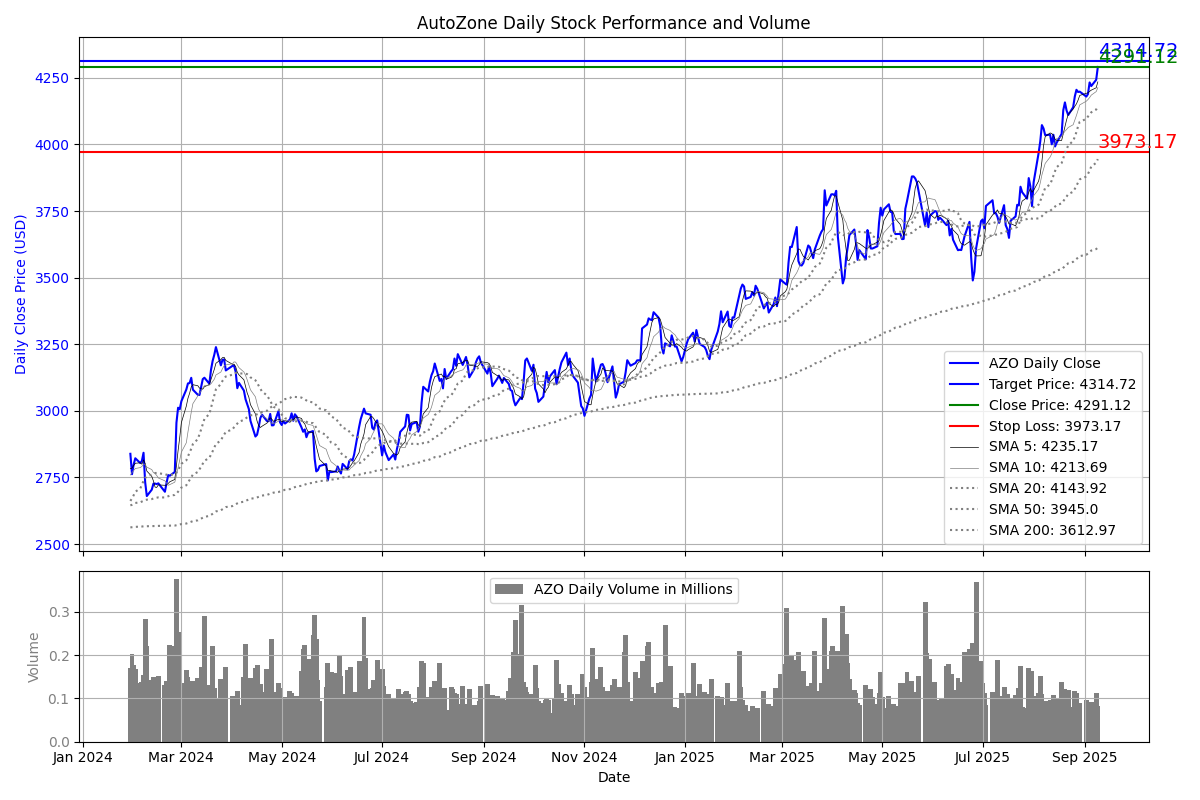 AutoZone Daily Stock Performance and Volume
4314.72
4291.12
4250
4000
3973.17
3750
3500
3250
3000
2750
2500
Daily Close Price (USD)
AZO Daily Close
Target Price: 4314.72
Close Price: 4291.12
Stop Loss: 3973.17
SMA 5: 4235.17
SMA 10: 4213.69
SMA 20: 4143.92
SMA 50: 3945.0
SMA 200: 3612.97
AZO Daily Volume in Millions
0.3
0.2
0.1
0.0
Volume
Jan 2024 Mar 2024 May 2024 Jul 2024 Sep 2024 Nov 2024 Jan 2025 Mar 2025 May 2025 Jul 2025 Sep 2025
Date